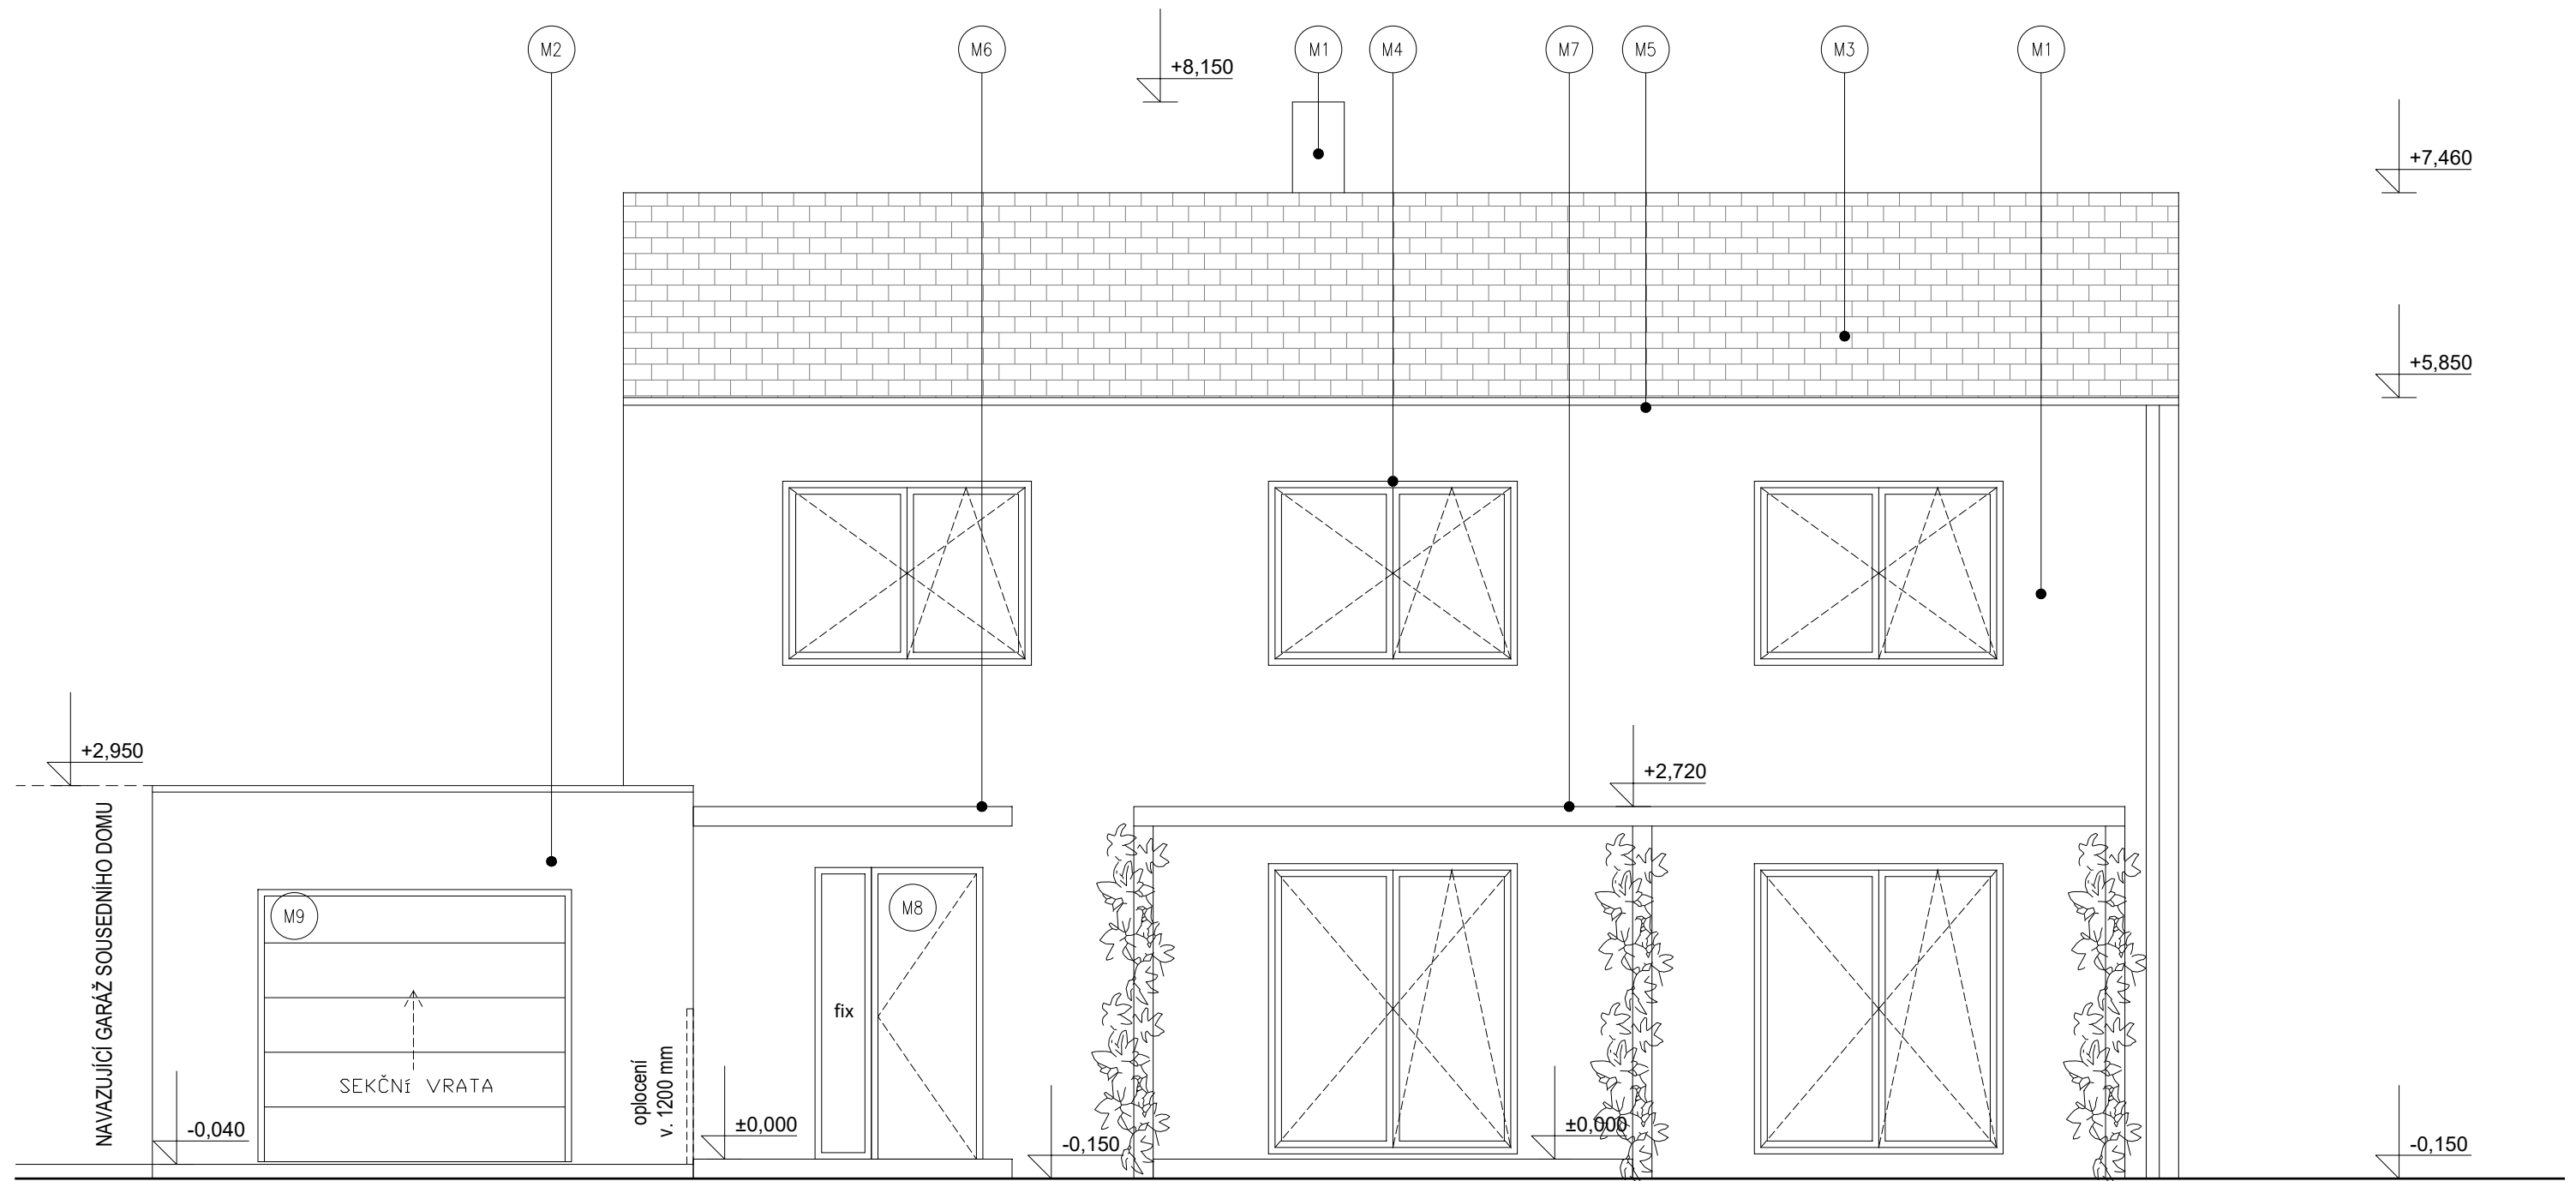 M2
M6
M1
M4
M7
M5
M3
M1
+8,150
+7,460
+5,850
+2,950
+2,720
NAVAZUJÍCÍ GARÁŽ SOUSEDNÍHO DOMU
M9
M8
fix
SEKČNÍ VRATA
oplocení
v. 1200 mm
-0,040
±0,000
-0,150
±0,000
-0,150